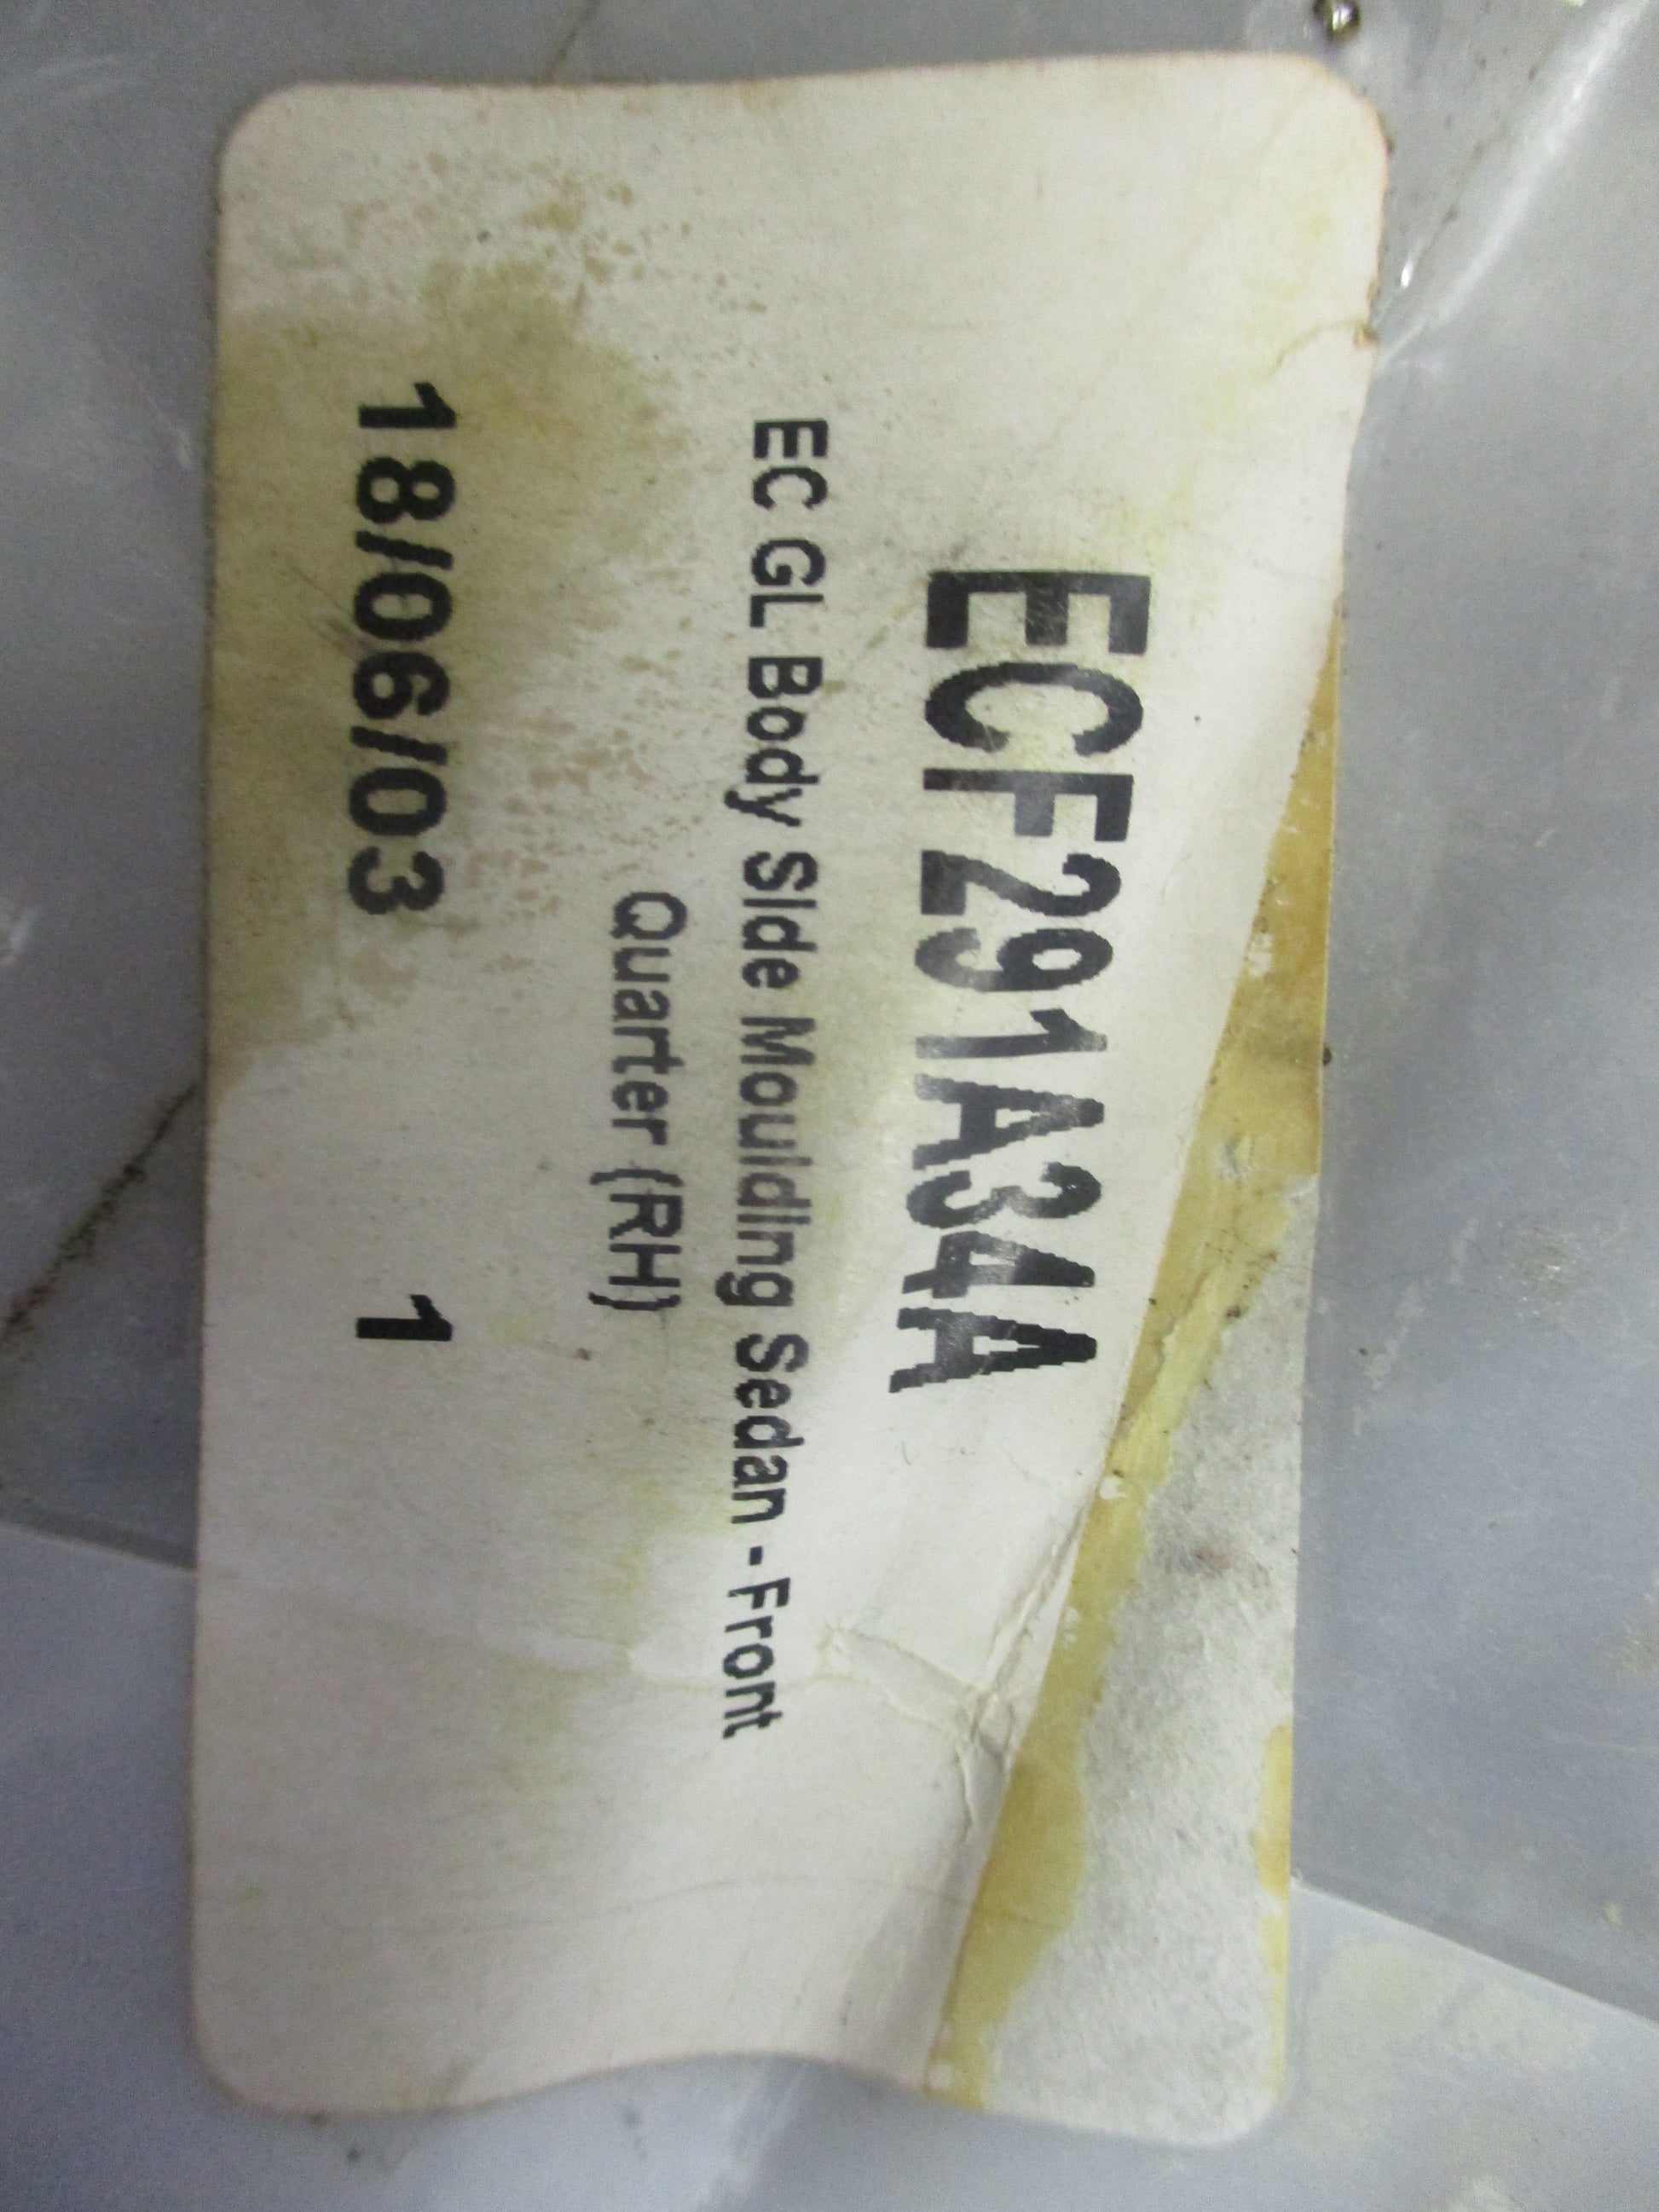 ECF291A34A
EC GL Body Side Moulding Sedan - Front
Quarter (RH)
18/06/03 1